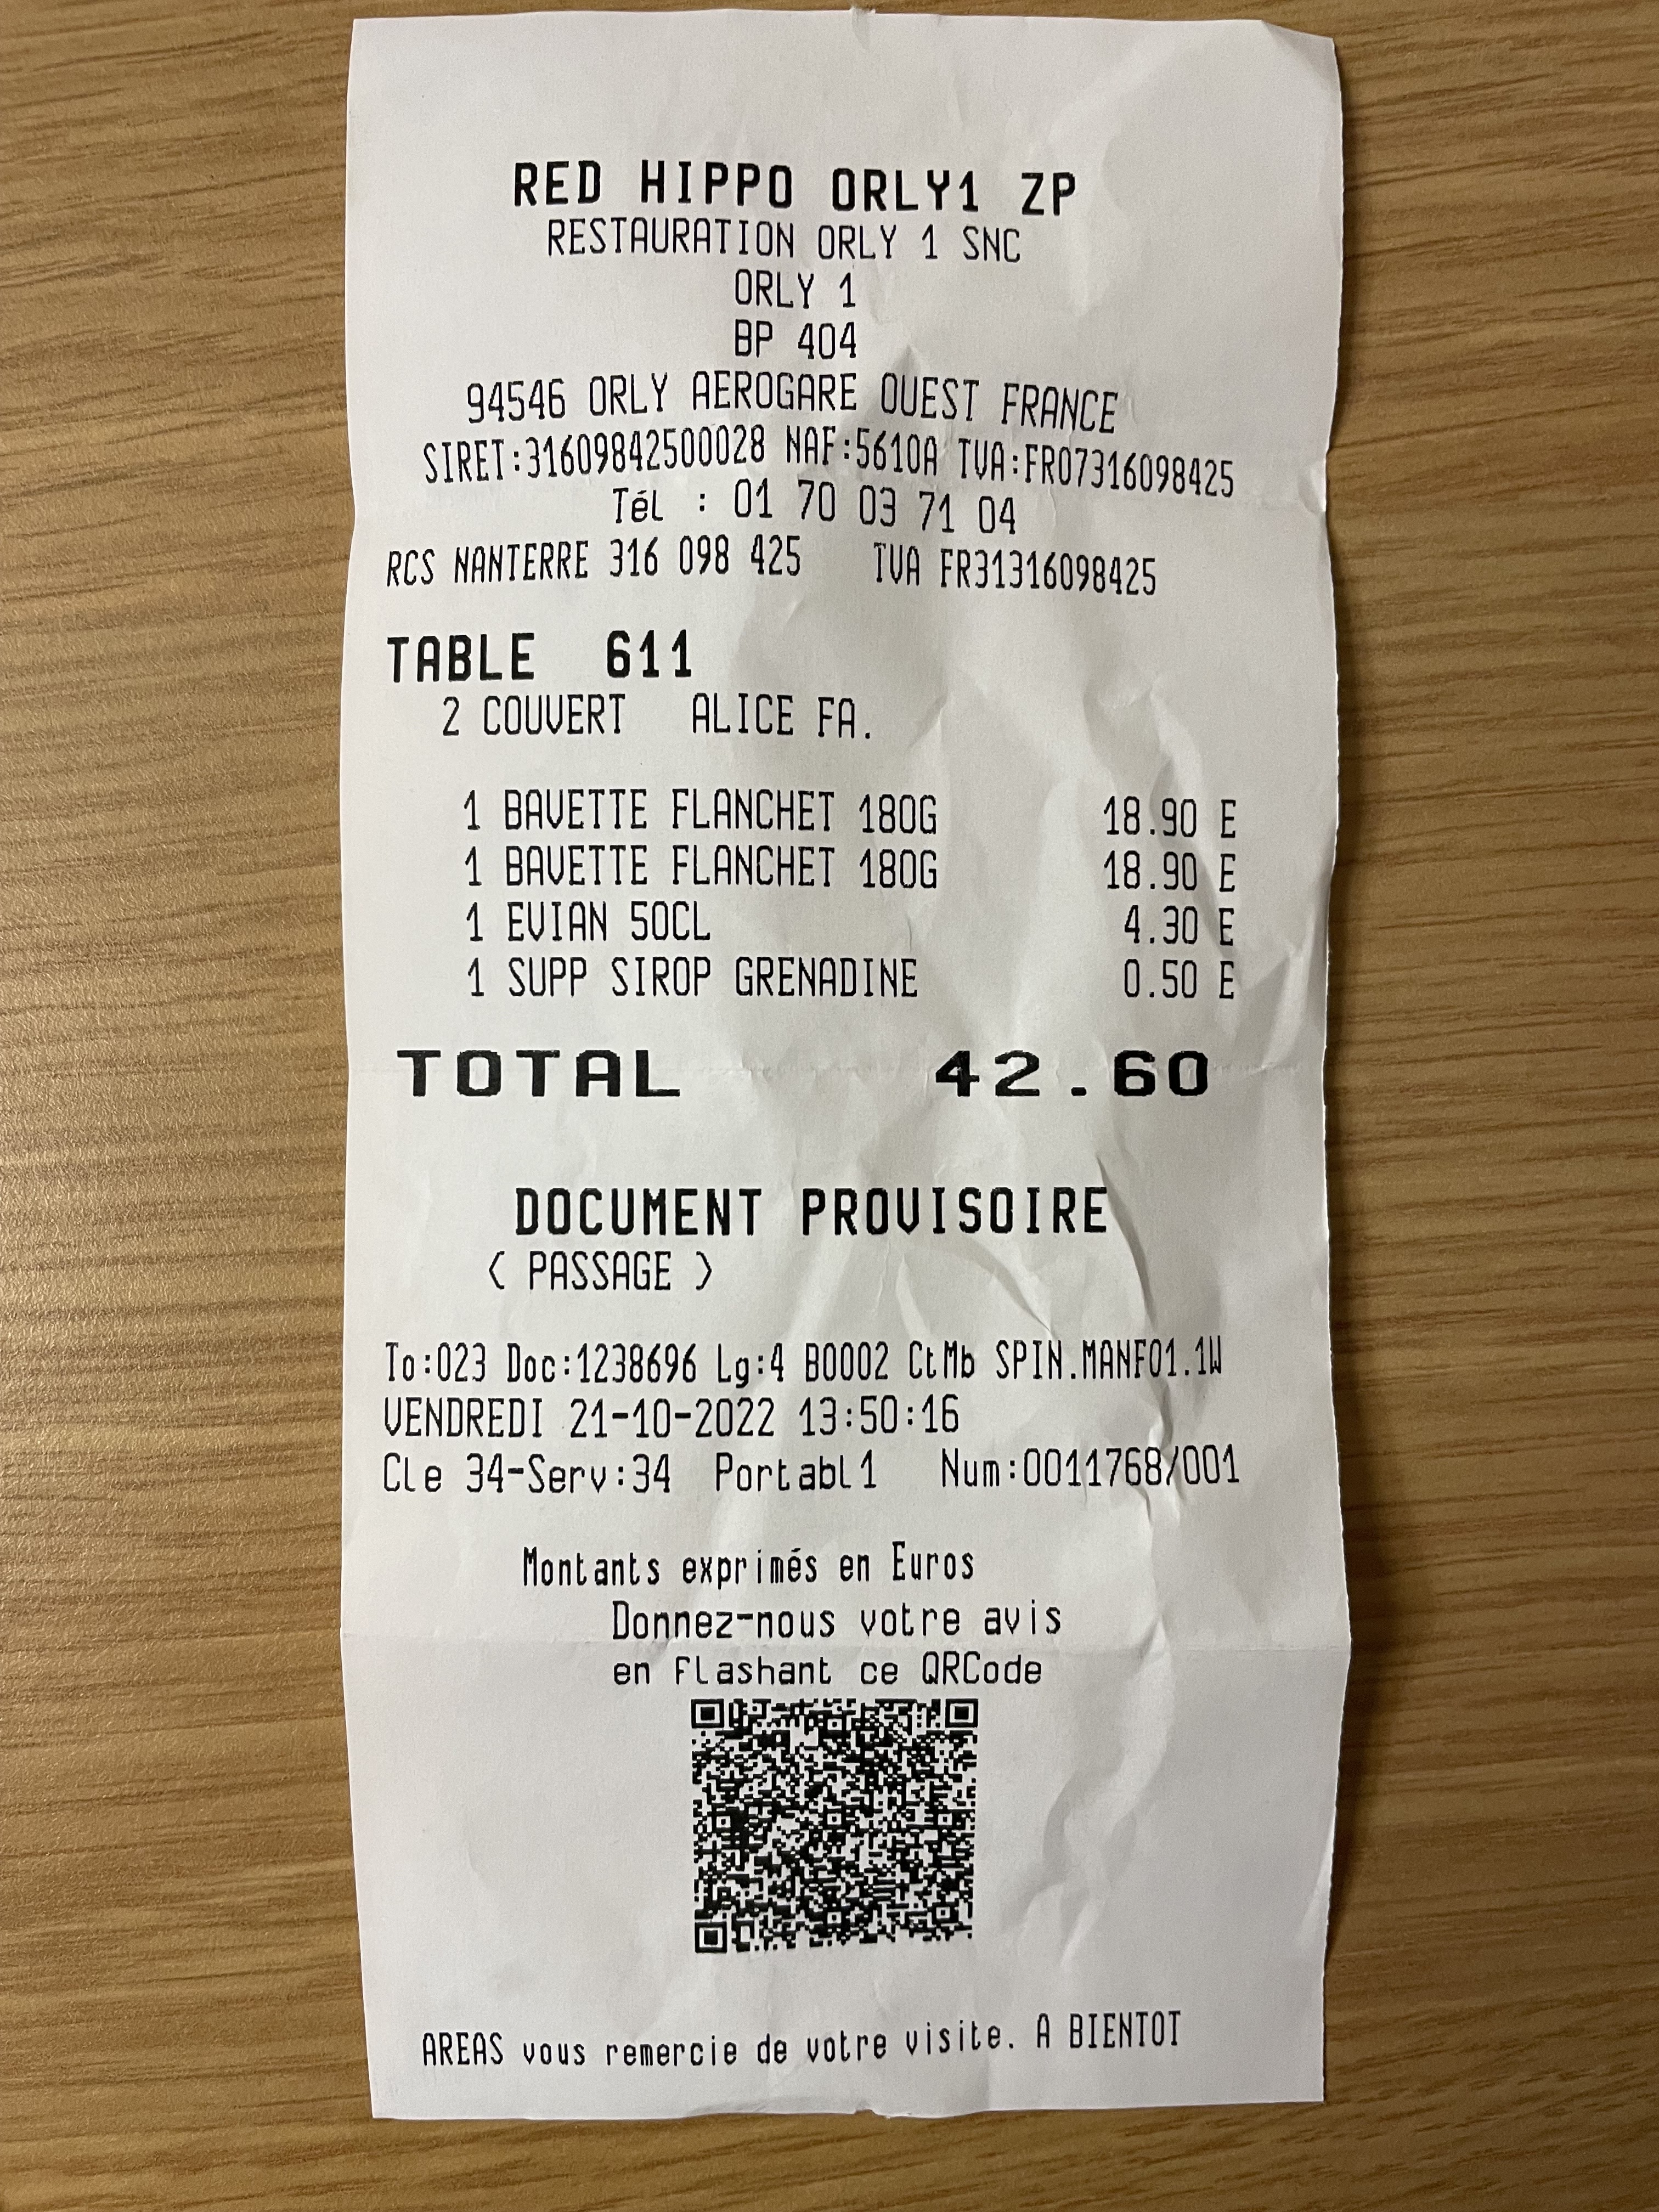 RED HIPPO ORLY1 ZP
RESTAURATION ORLY 1 SNC
ORLY 1
BP 404
94546 ORLY AEROGARE OUEST FRANCE
SIRET:31609842500028 NAF:5610A TVA:FR07316098425
Tél : 01 70 03 71 04
RCS NANTERRE 316 098 425 TVA FR31316098425
TABLE 611
2 COUVERT ALICE FA.
1 BAVETTE FLANCHET 180G 18.90 E
1 BAVETTE FLANCHET 180G 18.90 E
1 EVIAN 50CL 4.30 E
1 SUPP SIROP GRENADINE 0.50 E
TOTAL 42.60
DOCUMENT PROVISOIRE
( PASSAGE )
To:023 Doc:1238696 Lg:4 B0002 CtMb SPIN.MANF01.1W
VENDREDI 21-10-2022 13:50:16
Cle 34-Serv:34 Portabl1 Num:0011768/001
Montants exprimés en Euros
Donnez-nous votre avis
en flashant ce QRCode
AREAS vous remercie de votre visite. A BIENTOT